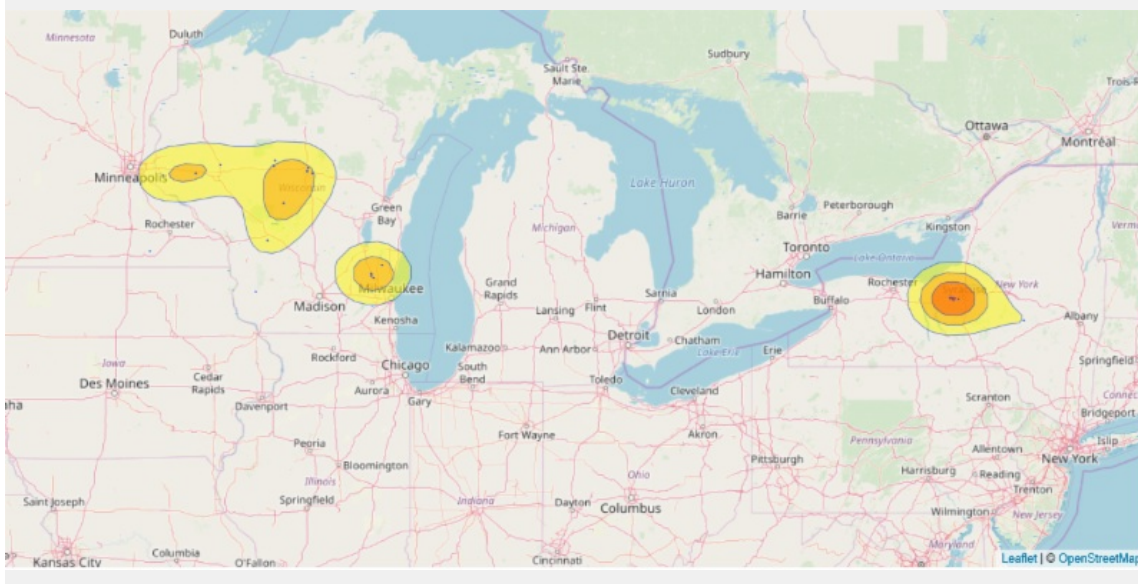 Minnesota
Duluth
Sudbury
Sault Ste.
Marie
Trois-R
Ottawa
Montréal
Minneapolis
Wisconsin
Lake Huron
Green
Bay
Rochester
Michigan
Barrie
Peterborough
Kingston
Verm
Toronto
Lake Ontario
Hamilton
Rochester
Syracuse
New York
Milwaukee
Madison
Grand
Rapids
Sarnia
Buffalo
Lansing
Flint
London
Albany
Kenosha
Detroit
Chatham
Rockford
Kalamazoo
Ann Arbor
Lake Erie
Erie
Springfield
Iowa
Chicago
South
Bend
Des Moines
Cedar
Rapids
Aurora
Toledo
Cleveland
Connec
Gary
Scranton
aha
Davenport
Bridgeport
Fort Wayne
Akron
Islip
Peoria
Pennsylvania
Allentown
New York
Bloomington
Pittsburgh
Harrisburg
Reading
Illinois
Ohio
Trenton
Saint Joseph
Springfield
Indiana
Dayton
Columbus
Wilmington
New Jersey
Columbia
O'Fallon
Cincinnati
Maryland
Kansas City
Leaflet | © OpenStreetMap